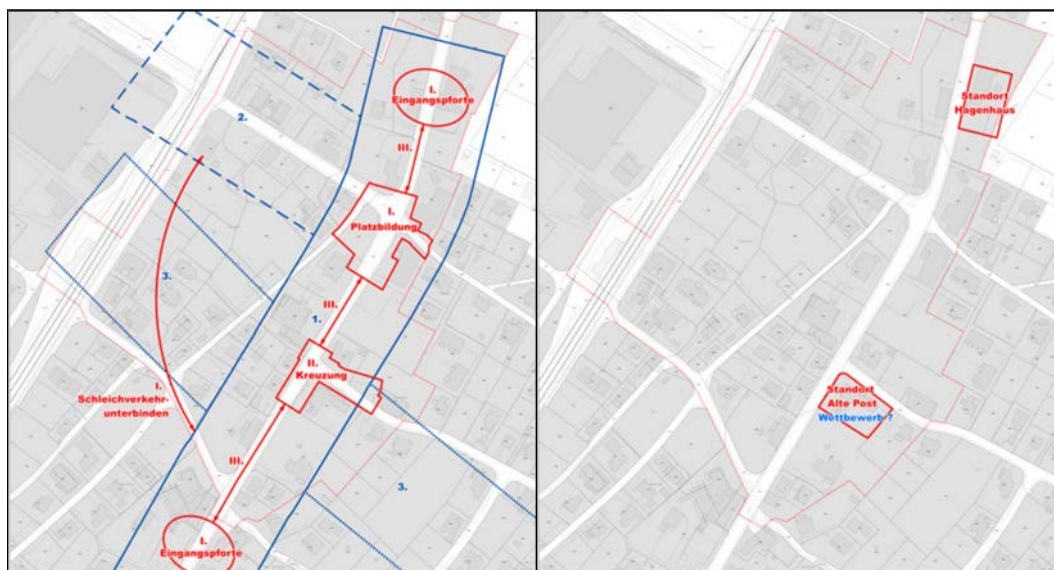 I.
Eingangspforte
2.
III.
I.
Platzbildung
3.
III.
1.
II.
Kreuzung
I.
Schleichverkehr-
unterbinden
III.
3.
I.
Eingangspforte
Standort
Hagenhaus
Standort
Alte Post
Wettbewerb ?